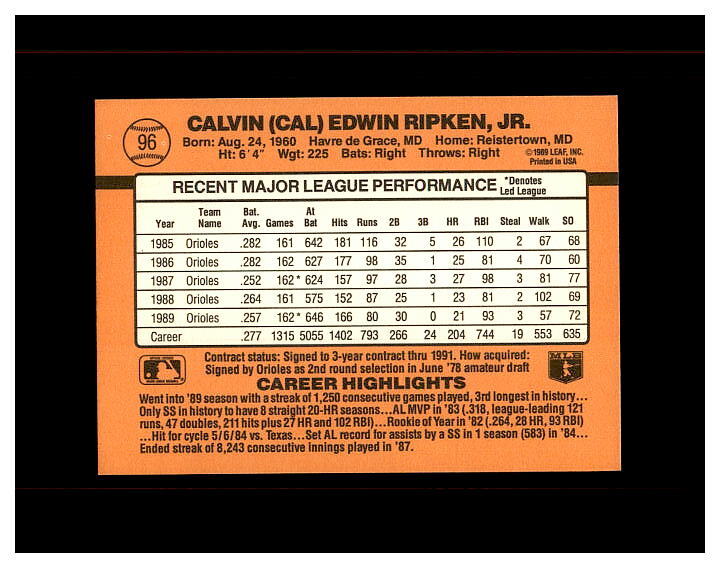 96
CALVIN (CAL) EDWIN RIPKEN, JR.
Born: Aug. 24, 1960 Havre de Grace, MD Home: Reistertown, MD
Ht: 6'4" Wgt: 225 Bats: Right Throws: Right
©1989 LEAF, INC.
Printed in USA
RECENT MAJOR LEAGUE PERFORMANCE *Denotes Led League
Year Team Name Bat. Avg. Games At Bat Hits Runs 2B 3B HR RBI Steal Walk SO
1985 Orioles .282 161 642 181 116 32 5 26 110 2 67 68
1986 Orioles .282 162 627 177 98 35 1 25 81 4 70 60
1987 Orioles .252 162* 624 157 97 28 3 27 98 3 81 77
1988 Orioles .264 161 575 152 87 25 1 23 81 2 102 69
1989 Orioles .257 162* 646 166 80 30 0 21 93 3 57 72
Career .277 1315 5055 1402 793 266 24 204 744 19 553 635
Contract status: Signed to 3-year contract thru 1991. How acquired:
Signed by Orioles as 2nd round selection in June '78 amateur draft
CAREER HIGHLIGHTS
Went into '89 season with a streak of 1,250 consecutive games played, 3rd longest in history...
Only SS in history to have 8 straight 20-HR seasons...AL MVP in '83 (.318, league-leading 121
runs, 47 doubles, 211 hits plus 27 HR and 102 RBI)...Rookie of Year in '82 (.264, 28 HR, 93 RBI)
...Hit for cycle 5/6/84 vs. Texas...Set AL record for assists by a SS in 1 season (583) in '84...
Ended streak of 8,243 consecutive innings played in '87.